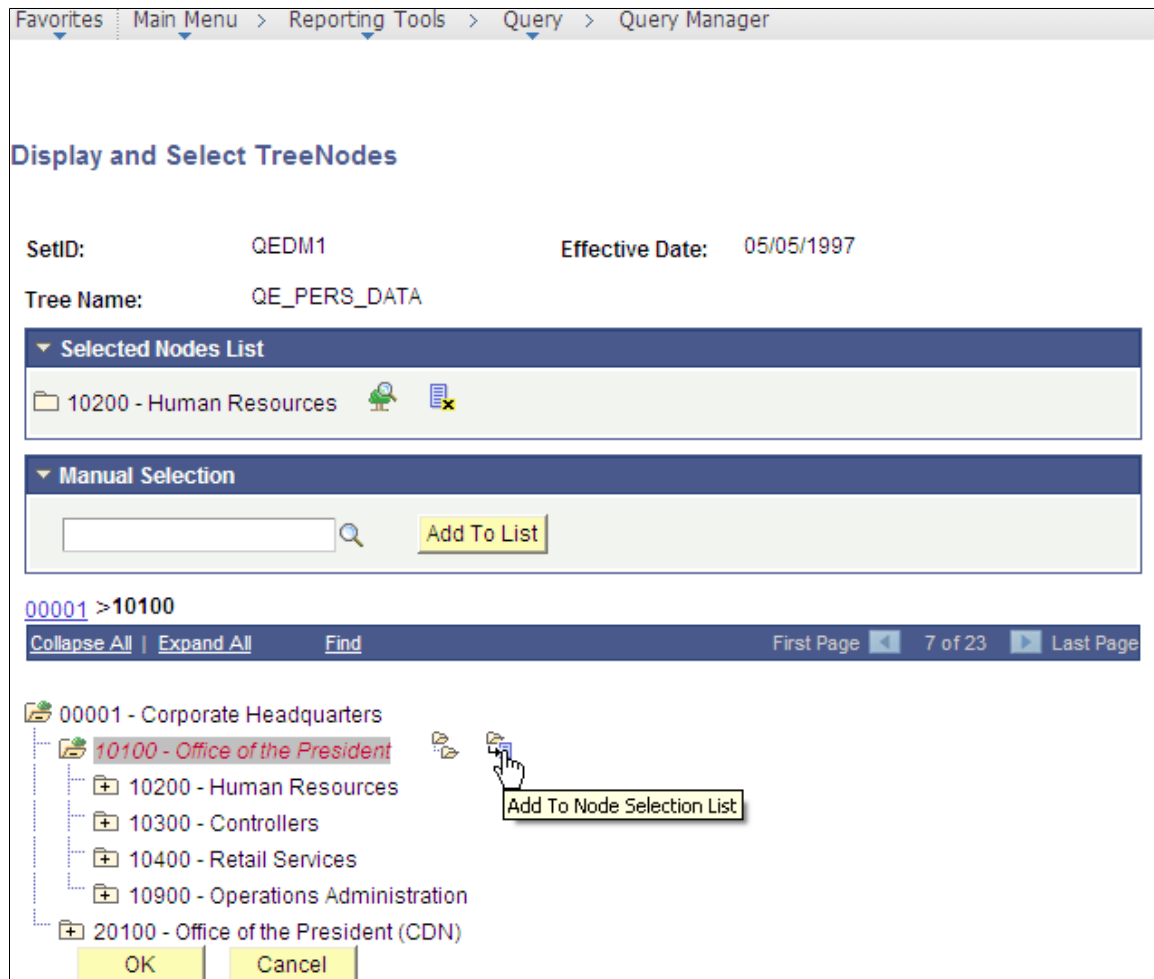 Favorites Main Menu > Reporting Tools > Query > Query Manager
Display and Select TreeNodes
SetID: QEDM1 Effective Date: 05/05/1997
Tree Name: QE_PERS_DATA
Selected Nodes List
10200 - Human Resources
Manual Selection
Add To List
00001 >10100
Collapse All | Expand All Find First Page 7 of 23 Last Page
00001 - Corporate Headquarters
10100 - Office of the President
10200 - Human Resources
Add To Node Selection List
10300 - Controllers
10400 - Retail Services
10900 - Operations Administration
20100 - Office of the President (CDN)
OK Cancel